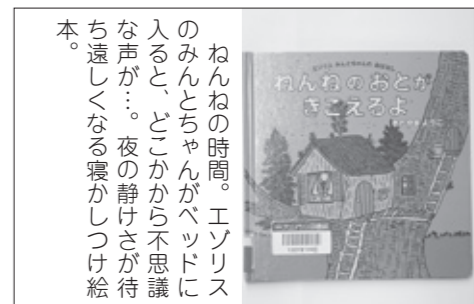 ねんねの時間。エゾリス
のみんとちゃんがベッドに
入ると、どこかから不思議
な声が…。夜の静けさが待
ち遠しくなる寝かしつけ絵
本。
ねんねのおとが
きこえるよ